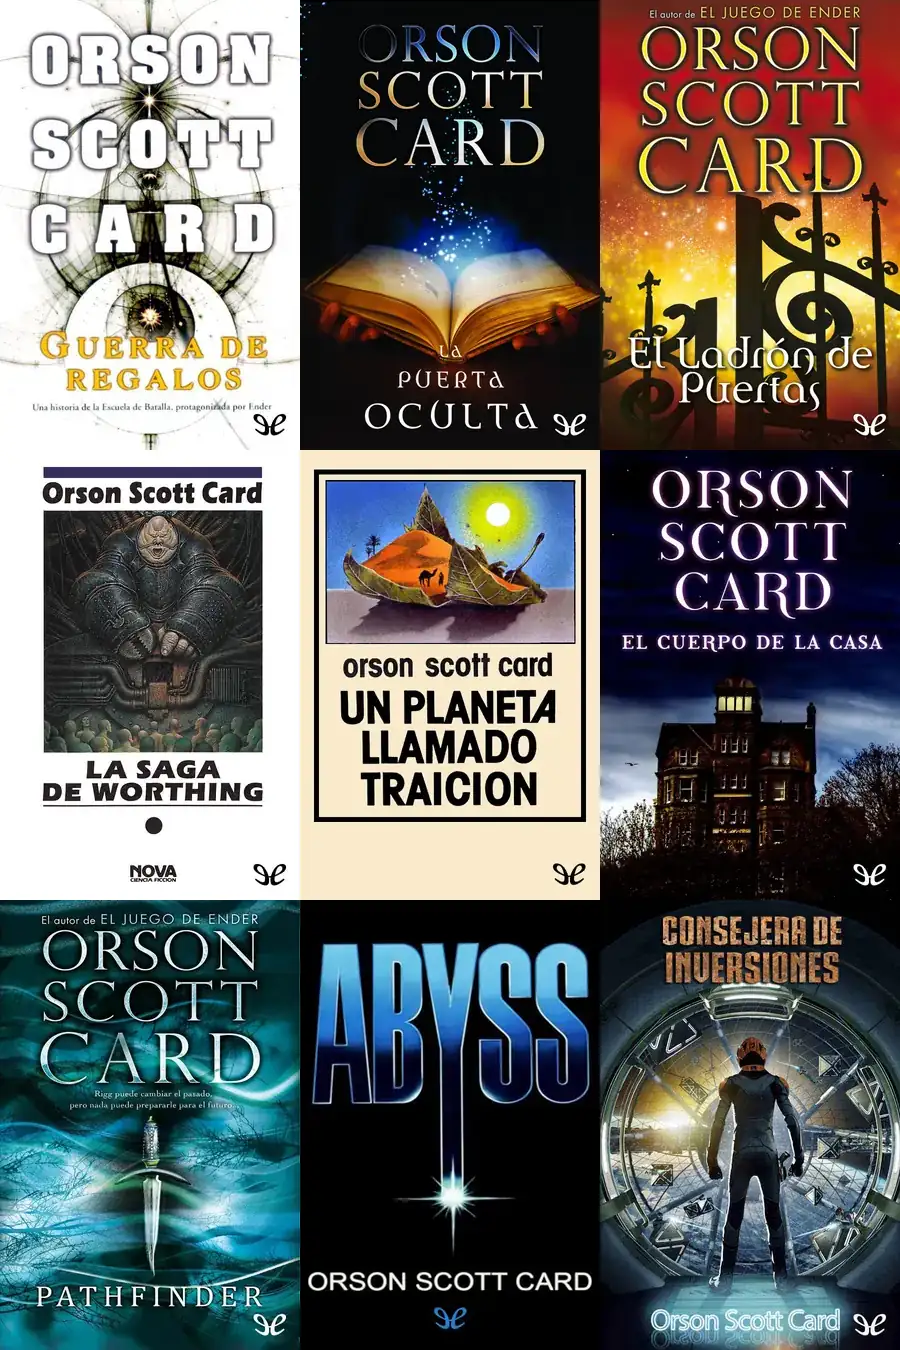 ORSON
SCOTT
CARD
GUERRA DE
REGALOS
Una historia de la Escuela de Batalla, protagonizada por Ender
ORSON
SCOTT
CARD
La
PUERTA
OCULTA
El autor de EL JUEGO DE ENDER
ORSON
SCOTT
CARD
El Ladrón de
Puertas
Orson Scott Card
LA SAGA
DE WORTHING
NOVA
CIENCIA FICCION
orson scott card
UN PLANETA
LLAMADO
TRAICION
ORSON
SCOTT
CARD
EL CUERPO DE LA CASA
El autor de EL JUEGO DE ENDER
ORSON
SCOTT
CARD
Rigg puede cambiar el pasado,
pero nada puede prepararle para el futuro.
PATHFINDER
ABYSS
ORSON SCOTT CARD
CONSEJERA DE
INVERSIONES
Orson Scott Card